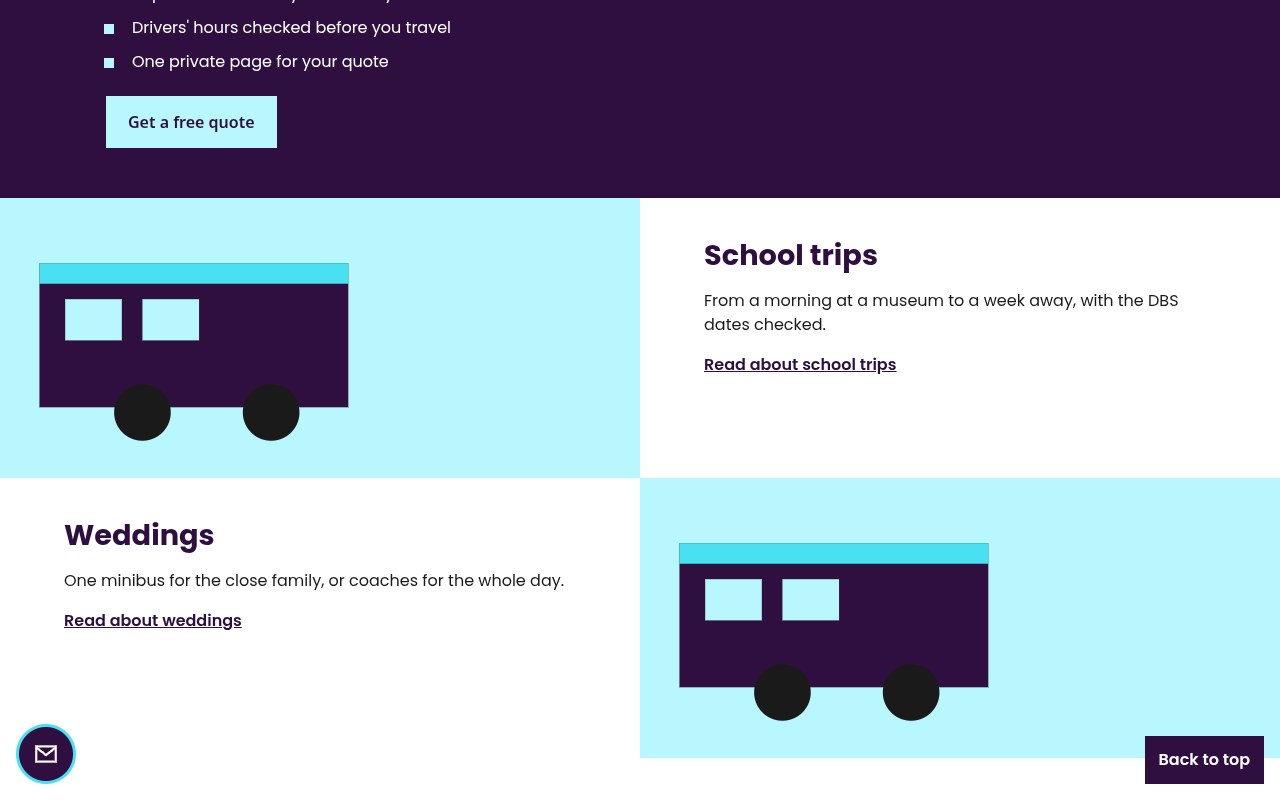 Drivers' hours checked before you travel
One private page for your quote
Get a free quote
School trips
From a morning at a museum to a week away, with the DBS
dates checked.
Read about school trips
Weddings
One minibus for the close family, or coaches for the whole day.
Read about weddings
Back to top